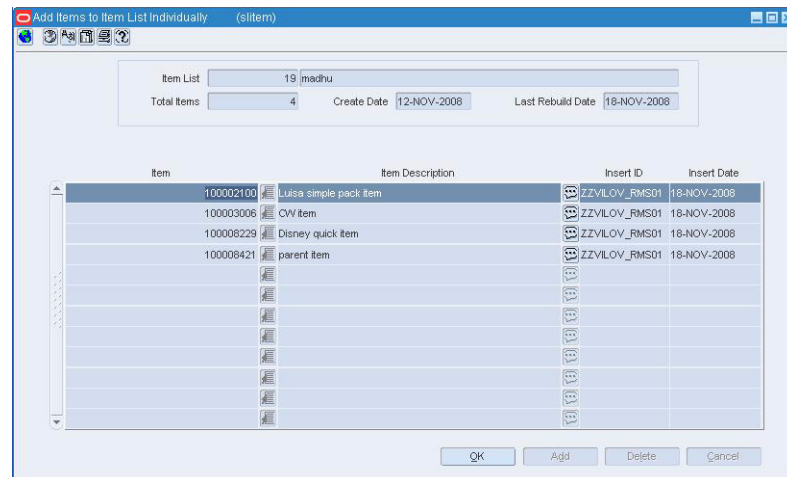 Add Items to Item List Individually (slitem)
Item List 19 madhu
Total Items 4 Create Date 12-NOV-2008 Last Rebuild Date 18-NOV-2008
Item Item Description Insert ID Insert Date
100002100 Luisa simple pack item ZZVILOV_RMS01 18-NOV-2008
100003006 CW item ZZVILOV_RMS01 18-NOV-2008
100008229 Disney quick item ZZVILOV_RMS01 18-NOV-2008
100008421 parent item ZZVILOV_RMS01 18-NOV-2008
OK Add Delete Cancel